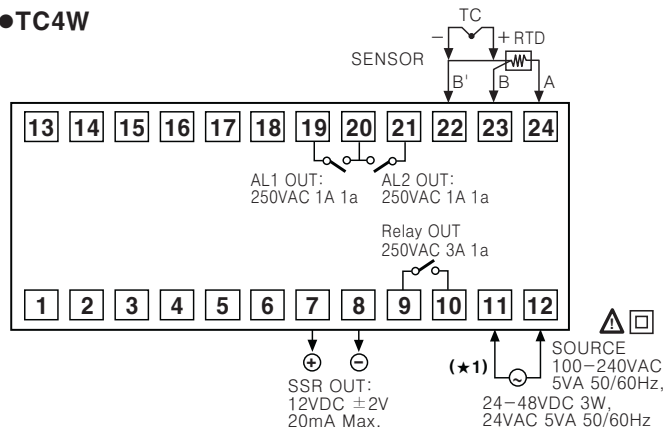 ●TC4W
TC
− + RTD
SENSOR
B' B A
13 14 15 16 17 18 19 20 21 22 23 24
AL1 OUT: AL2 OUT:
250VAC 1A 1a 250VAC 1A 1a
Relay OUT
250VAC 3A 1a
1 2 3 4 5 6 7 8 9 10 11 12
+ −
SSR OUT:
12VDC ±2V
20mA Max.
(★1)
SOURCE
100−240VAC
5VA 50/60Hz,
24−48VDC 3W,
24VAC 5VA 50/60Hz